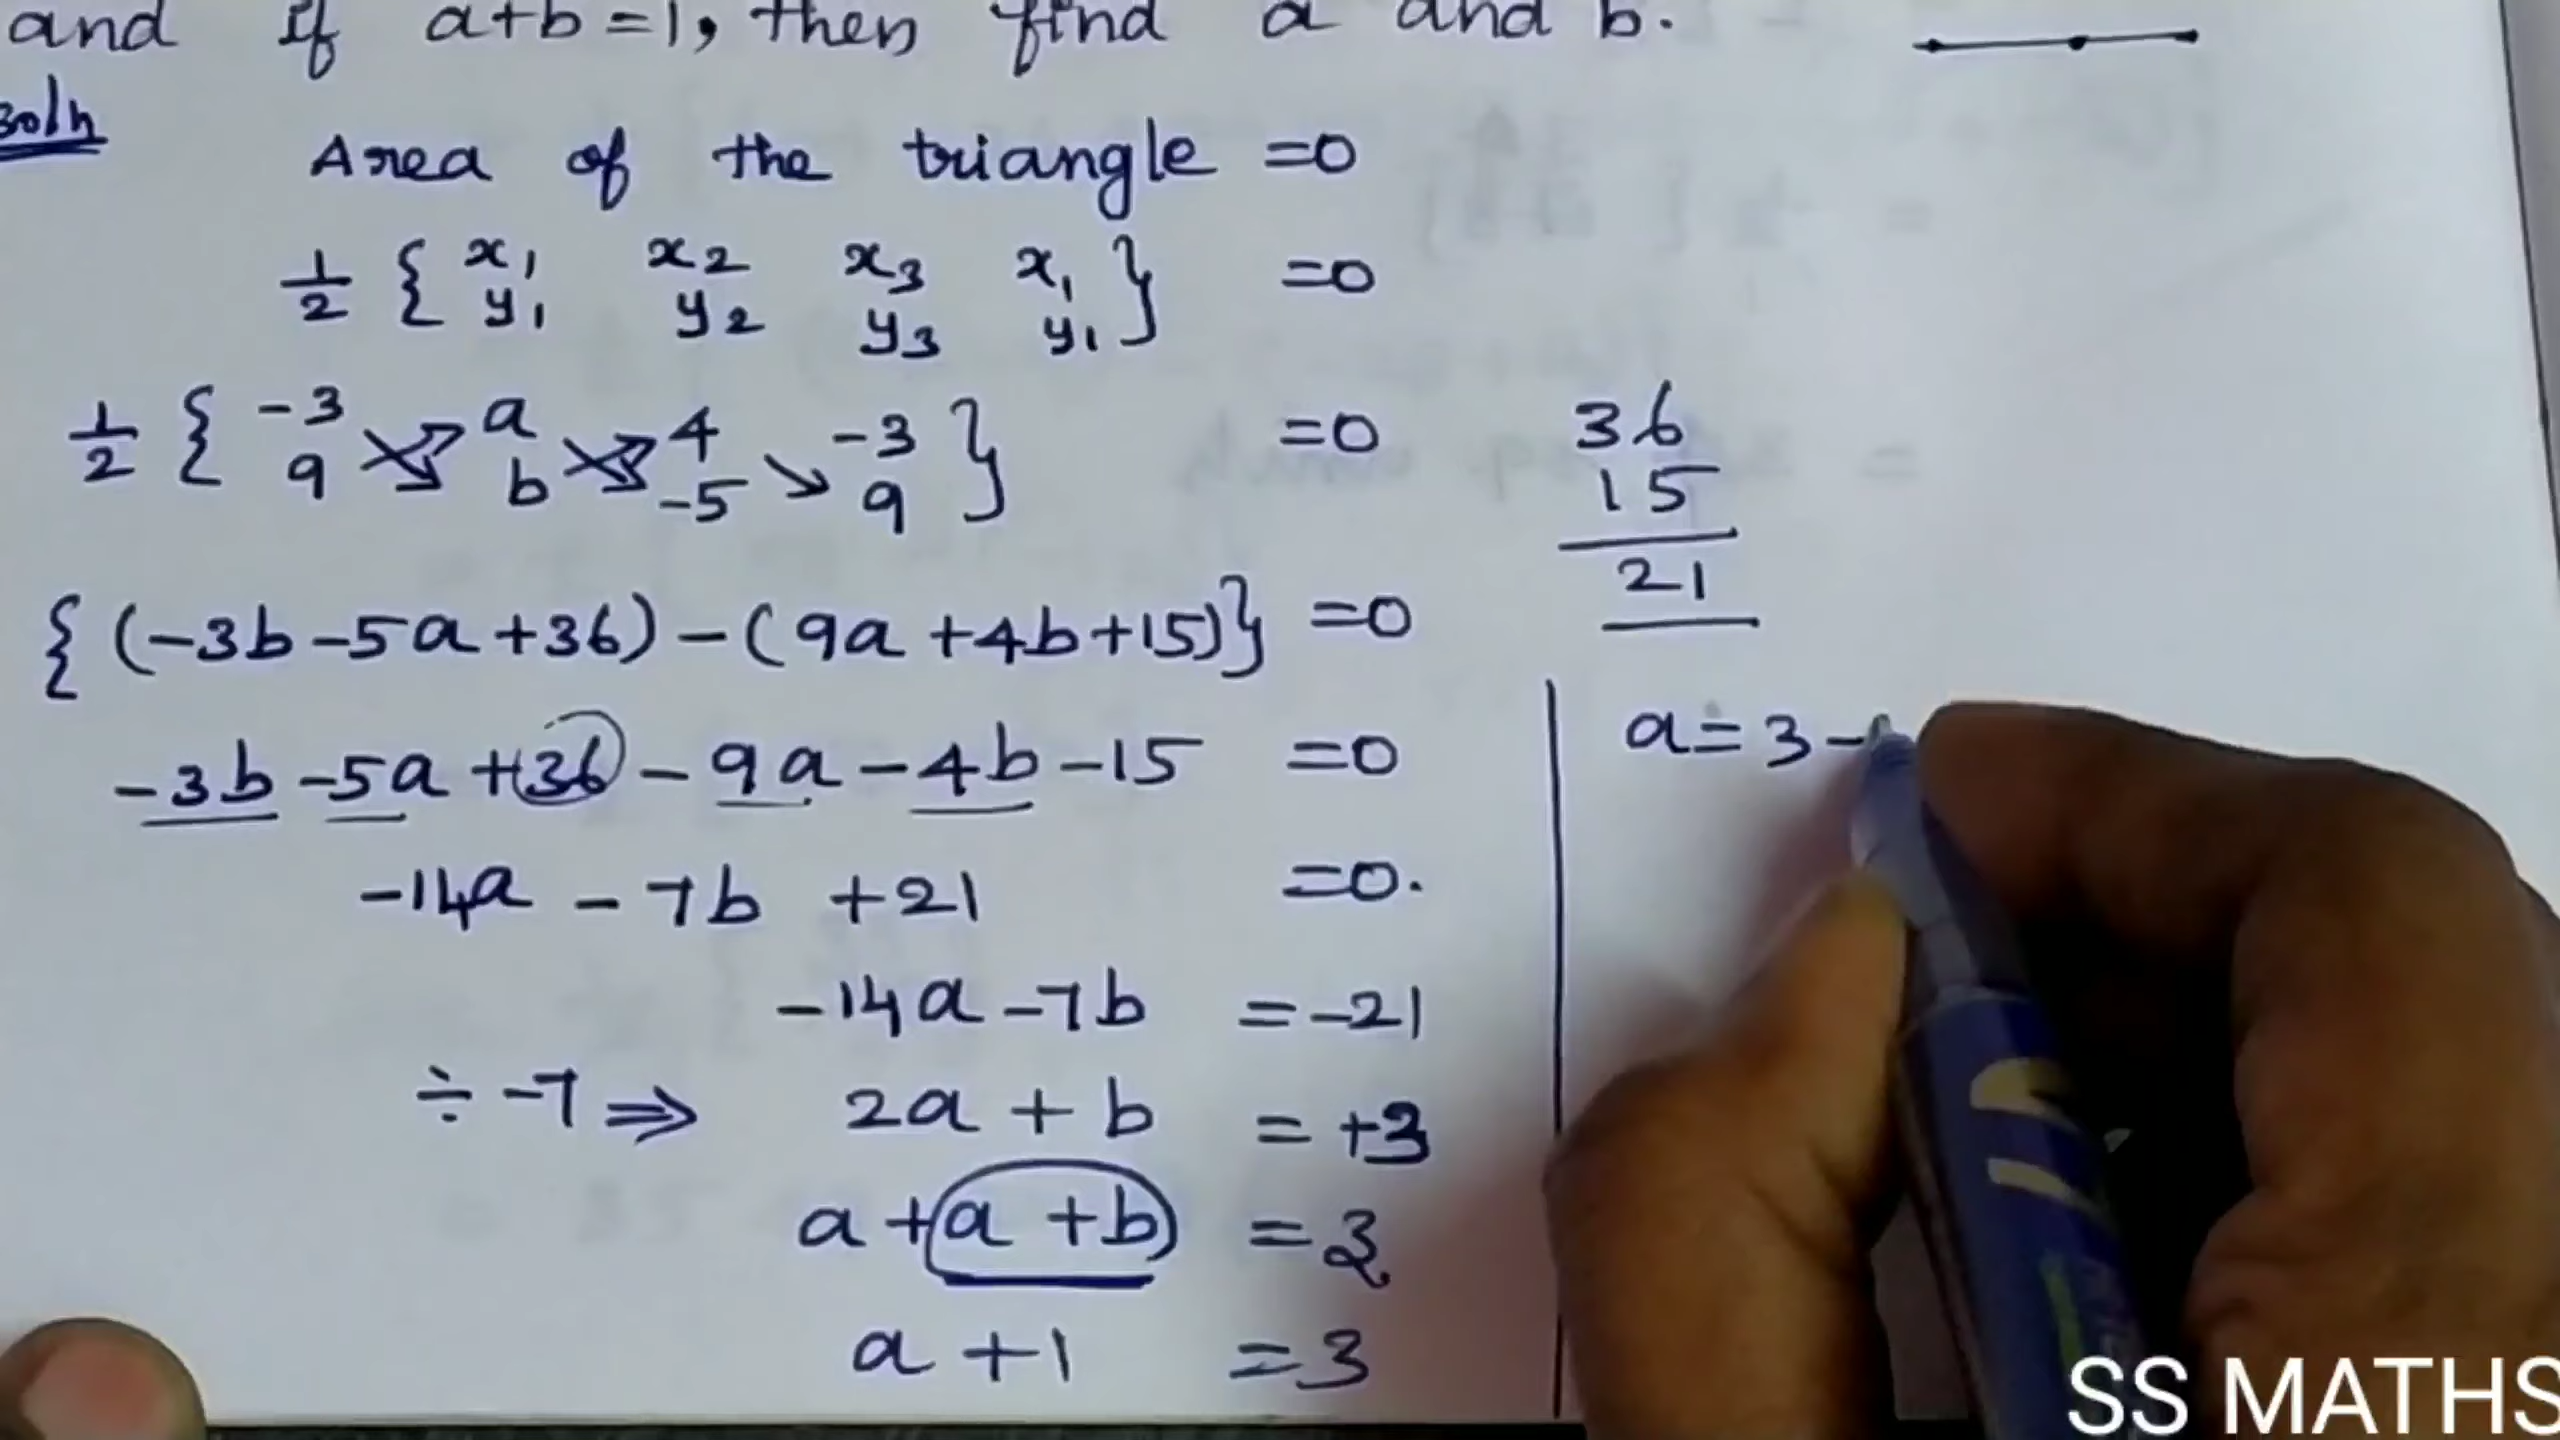 and if a+b=1, then find a and b.
Soln
Area of the triangle =0
1/2 { x1 x2 x3 x1 } =0
y1 y2 y3 y1
1/2 { -3 a 4 -3 } =0
9 b -5 9
{(-3b-5a+36)-(9a+4b+15)} =0
-3b-5a+36-9a-4b-15 =0
-14a-7b+21 =0.
-14a-7b =-21
÷-7⇒ 2a+b =+3
a+(a+b) =3
a+1 =3
36
15
21
a=3-
SS MATHS